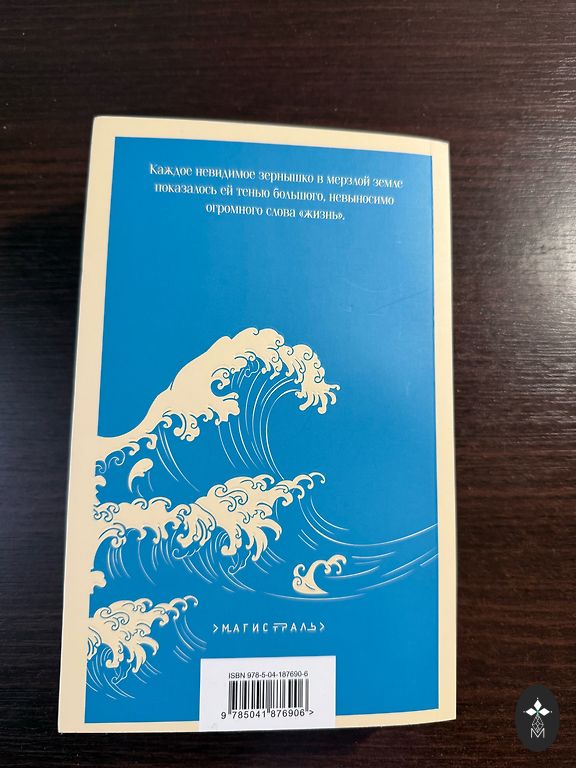 Каждое невидимое зернышко в мерзлой земле
показалось ей тенью большого, невыносимо
огромного слова «жизнь».
>МАГИСТРАЛЬ>
ISBN 978-5-04-187690-6
9 785041 876906>
M